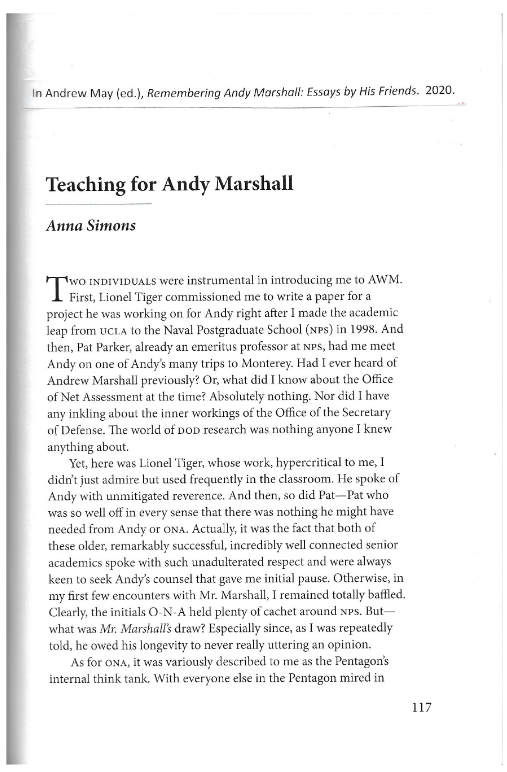 In Andrew May (ed.), Remembering Andy Marshall: Essays by His Friends. 2020.
Teaching for Andy Marshall
Anna Simons
TWO INDIVIDUALS were instrumental in introducing me to AWM.
First, Lionel Tiger commissioned me to write a paper for a
project he was working on for Andy right after I made the academic
leap from UCLA to the Naval Postgraduate School (NPS) in 1998. And
then, Pat Parker, already an emeritus professor at NPS, had me meet
Andy on one of Andy's many trips to Monterey. Had I ever heard of
Andrew Marshall previously? Or, what did I know about the Office
of Net Assessment at the time? Absolutely nothing. Nor did I have
any inkling about the inner workings of the Office of the Secretary
of Defense. The world of DOD research was nothing anyone I knew
anything about.
Yet, here was Lionel Tiger, whose work, hypercritical to me, I
didn't just admire but used frequently in the classroom. He spoke of
Andy with unmitigated reverence. And then, so did Pat—Pat who
was so well off in every sense that there was nothing he might have
needed from Andy or ONA. Actually, it was the fact that both of
these older, remarkably successful, incredibly well connected senior
academics spoke with such unadulterated respect and were always
keen to seek Andy's counsel that gave me initial pause. Otherwise, in
my first few encounters with Mr. Marshall, I remained totally baffled.
Clearly, the initials O-N-A held plenty of cachet around NPS. But—
what was Mr. Marshall's draw? Especially since, as I was repeatedly
told, he owed his longevity to never really uttering an opinion.
As for ONA, it was variously described to me as the Pentagon's
internal think tank. With everyone else in the Pentagon mired in
117